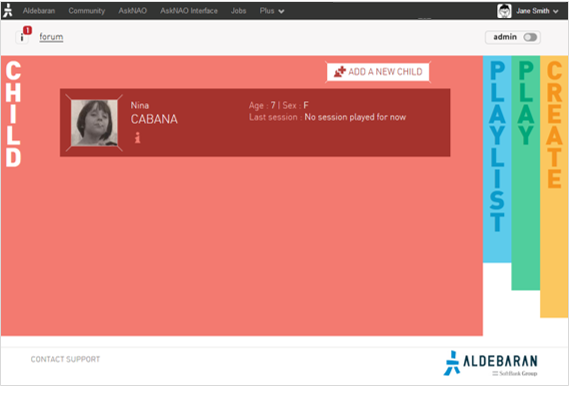 Aldebaran Community AskNAO AskNAO Interface Jobs Plus Jane Smith
1
i forum admin
ADD A NEW CHILD
CHILD
Nina
CABANA
i
Age : 7 | Sex : F
Last session : No session played for now
PLAYLIST
PLAY
CREATE
CONTACT SUPPORT
ALDEBARAN
SoftBank Group